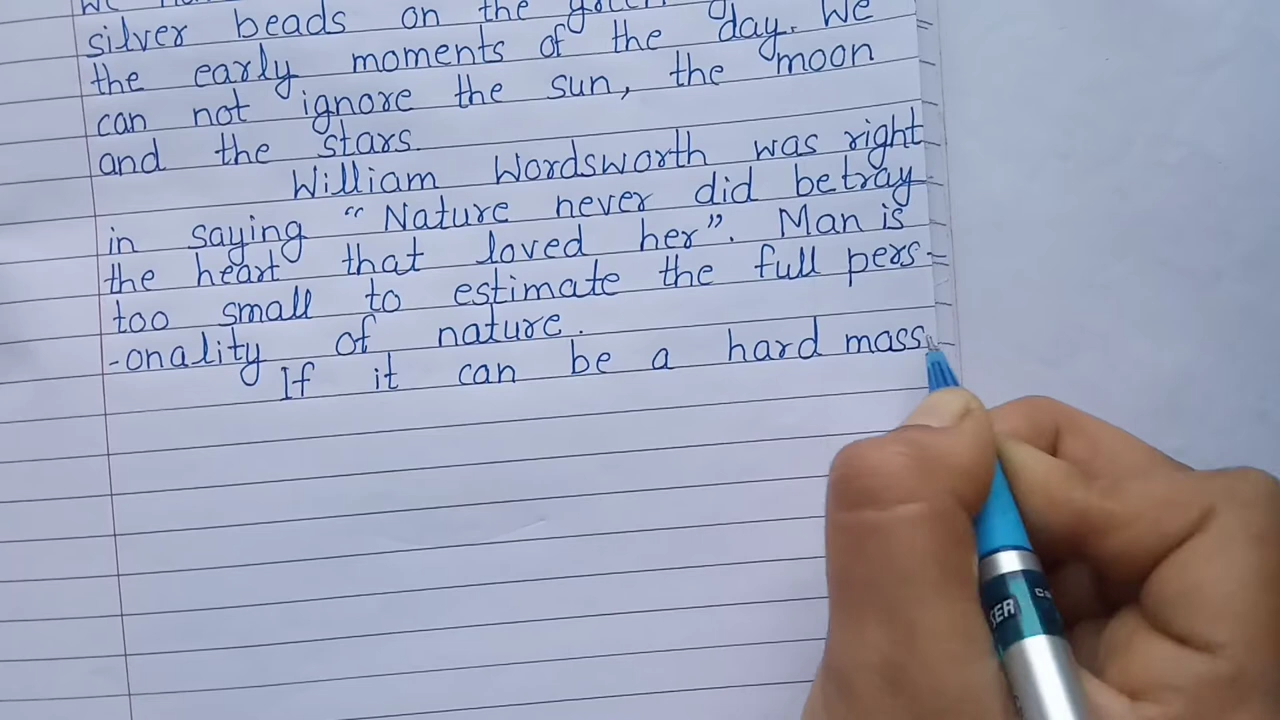 silver beads on the
the early moments of the day. We
can not ignore the sun, the moon
and the stars.
William Wordsworth was right
in saying “Nature never did betray
the heart that loved her”. Man is
too small to estimate the full pers-
-onality of nature.
If it can be a hard mass
SER